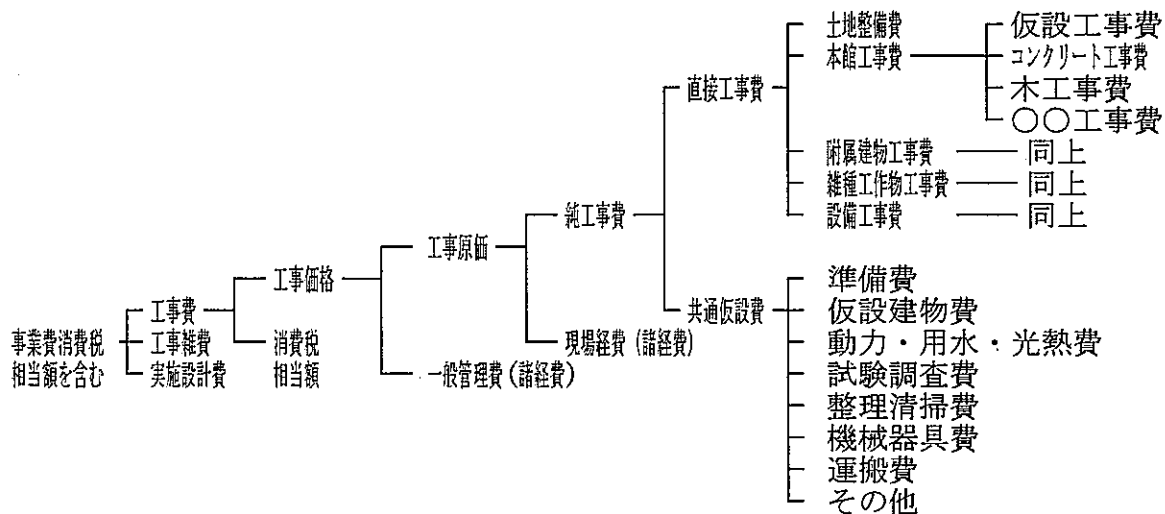 土地整備費
仮設工事費
本館工事費
コンクリート工事費
直接工事費
木工事費
〇〇工事費
附属建物工事費
同上
雑種工作物工事費
同上
純工事費
設備工事費
同上
工事原価
工事価格
準備費
工事費
共通仮設費
仮設建物費
事業費消費税
工事雑費
消費税
現場経費(諸経費)
動力・用水・光熱費
相当額を含む
実施設計費
相当額
一般管理費(諸経費)
試験調査費
整理清掃費
機械器具費
運搬費
その他